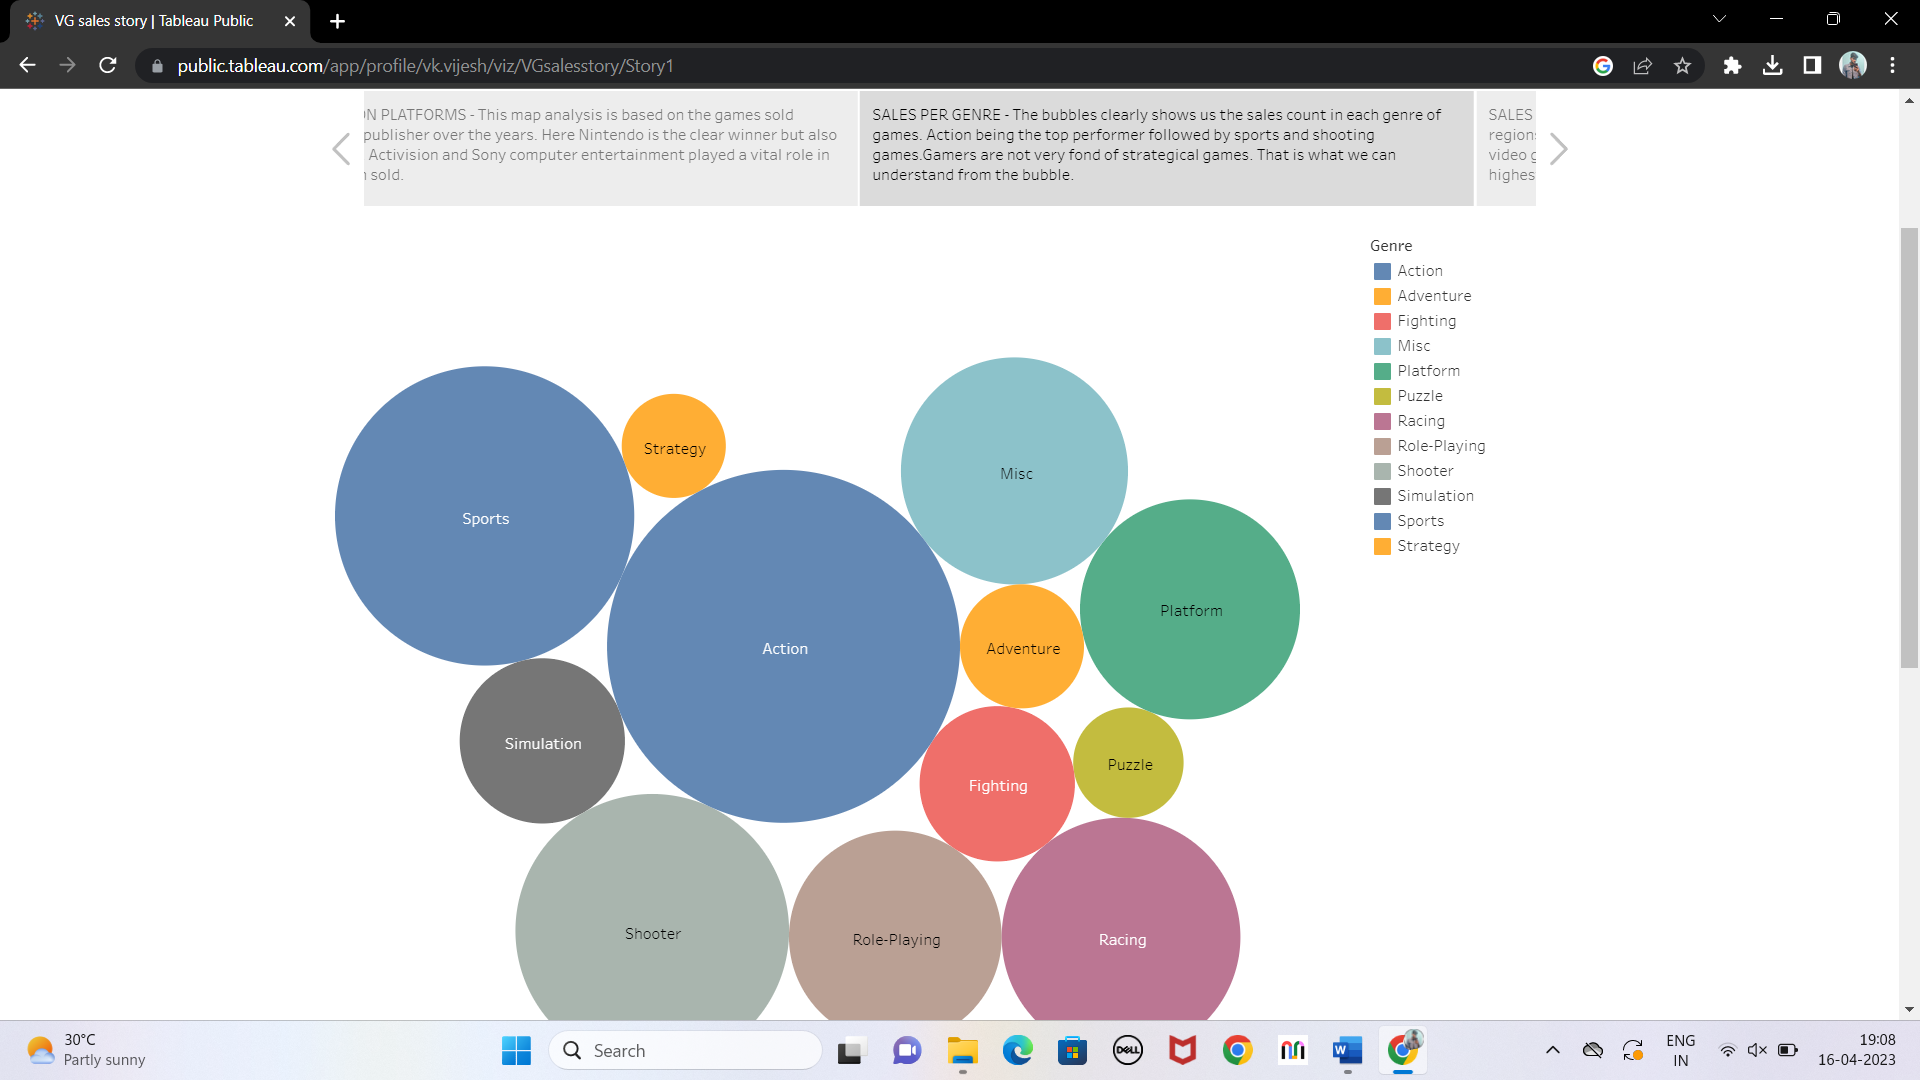 VG sales story | Tableau Public
public.tableau.com/app/profile/vk.vijesh/viz/VGsalesstory/Story1
ON PLATFORMS - This map analysis is based on the games sold
publisher over the years. Here Nintendo is the clear winner but also
Activision and Sony computer entertainment played a vital role in
sold.
SALES PER GENRE - The bubbles clearly shows us the sales count in each genre of
games. Action being the top performer followed by sports and shooting
games.Gamers are not very fond of strategical games. That is what we can
understand from the bubble.
SALES
region
video g
highes
Genre
Action
Adventure
Fighting
Misc
Platform
Puzzle
Racing
Role-Playing
Shooter
Simulation
Sports
Strategy
Strategy
Misc
Sports
Platform
Action
Adventure
Simulation
Puzzle
Fighting
Shooter
Role-Playing
Racing
30°C
Partly sunny
Search
DELL
ENG
IN
19:08
16-04-2023